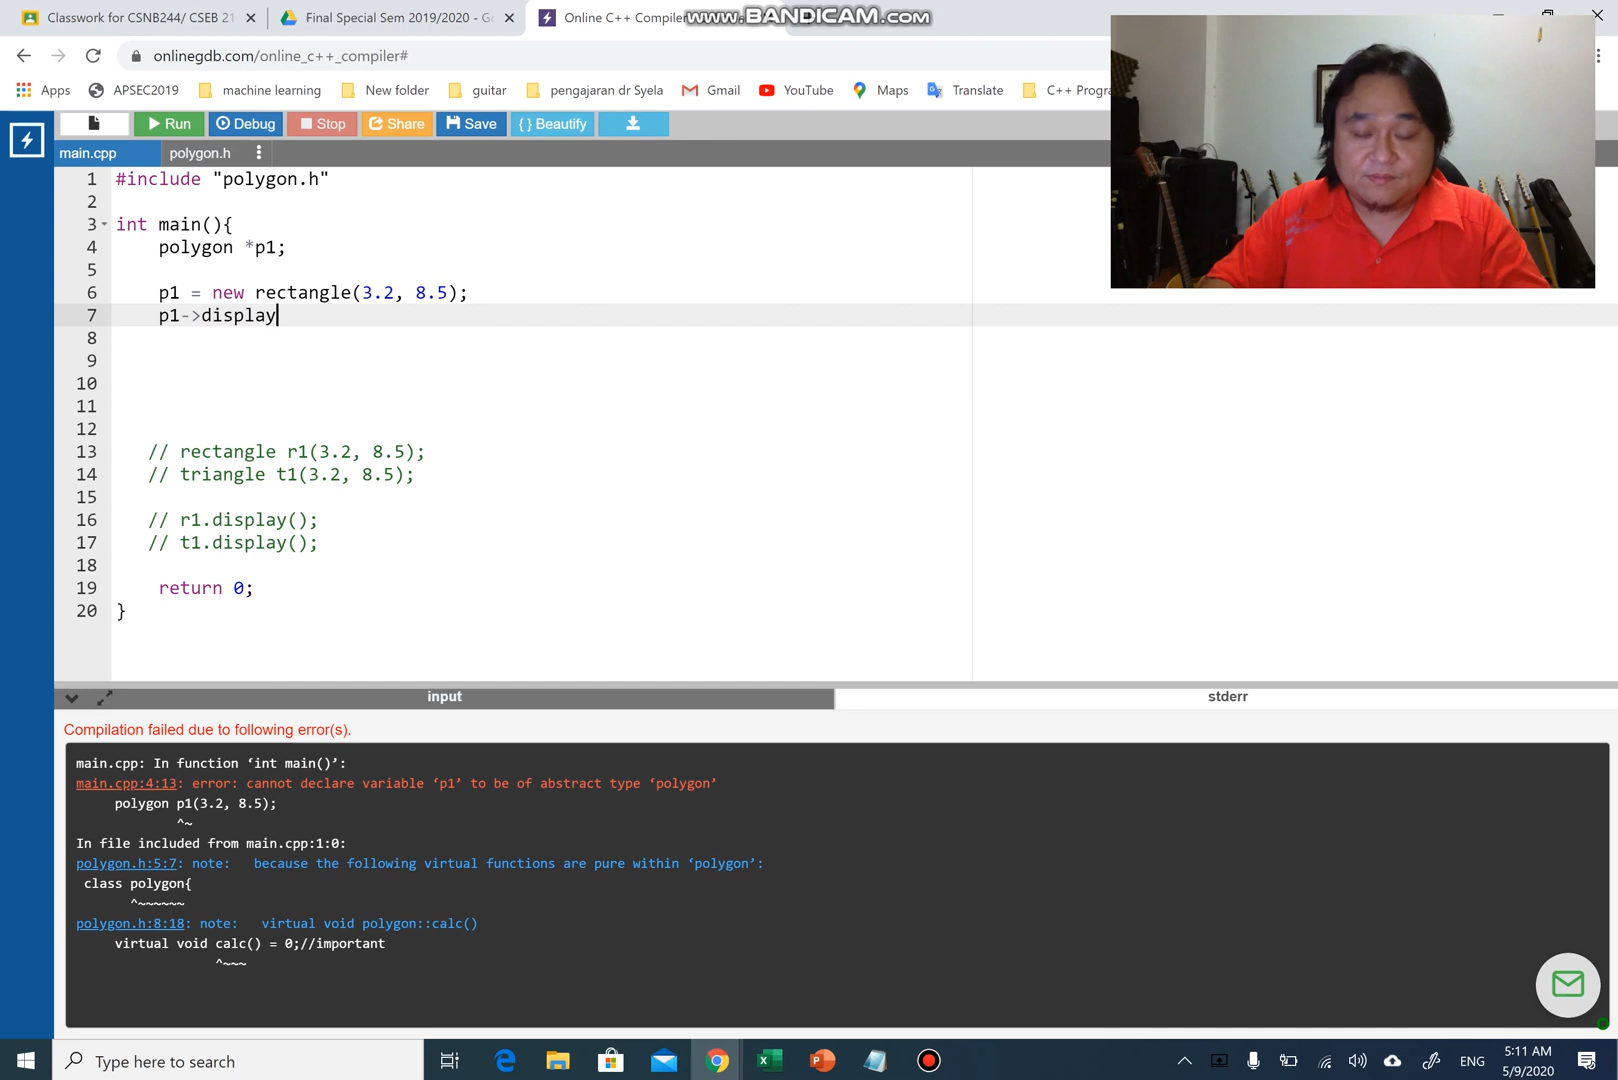 Classwork for CSNB244/ CSEB 21
Final Special Sem 2019/2020 - Go
Online C++ Compiler
www.BANDICAM.com
onlinegdb.com/online_c++_compiler#
Apps
APSEC2019
machine learning
New folder
guitar
pengajaran dr Syela
Gmail
YouTube
Maps
Translate
C++ Progra
Run
Debug
Stop
Share
Save
{ } Beautify
main.cpp
polygon.h
1 #include "polygon.h"
2
3 int main(){
4 polygon *p1;
5
6 p1 = new rectangle(3.2, 8.5);
7 p1->display
8
9
10
11
12
13 // rectangle r1(3.2, 8.5);
14 // triangle t1(3.2, 8.5);
15
16 // r1.display();
17 // t1.display();
18
19 return 0;
20 }
input
stderr
Compilation failed due to following error(s).
main.cpp: In function ‘int main()’:
main.cpp:4:13: error: cannot declare variable ‘p1’ to be of abstract type ‘polygon’
polygon p1(3.2, 8.5);
^~
In file included from main.cpp:1:0:
polygon.h:5:7: note:   because the following virtual functions are pure within ‘polygon’:
class polygon{
^~~~~~~
polygon.h:8:18: note:   virtual void polygon::calc()
virtual void calc() = 0;//important
^~~~
Type here to search
ENG
5:11 AM
5/9/2020